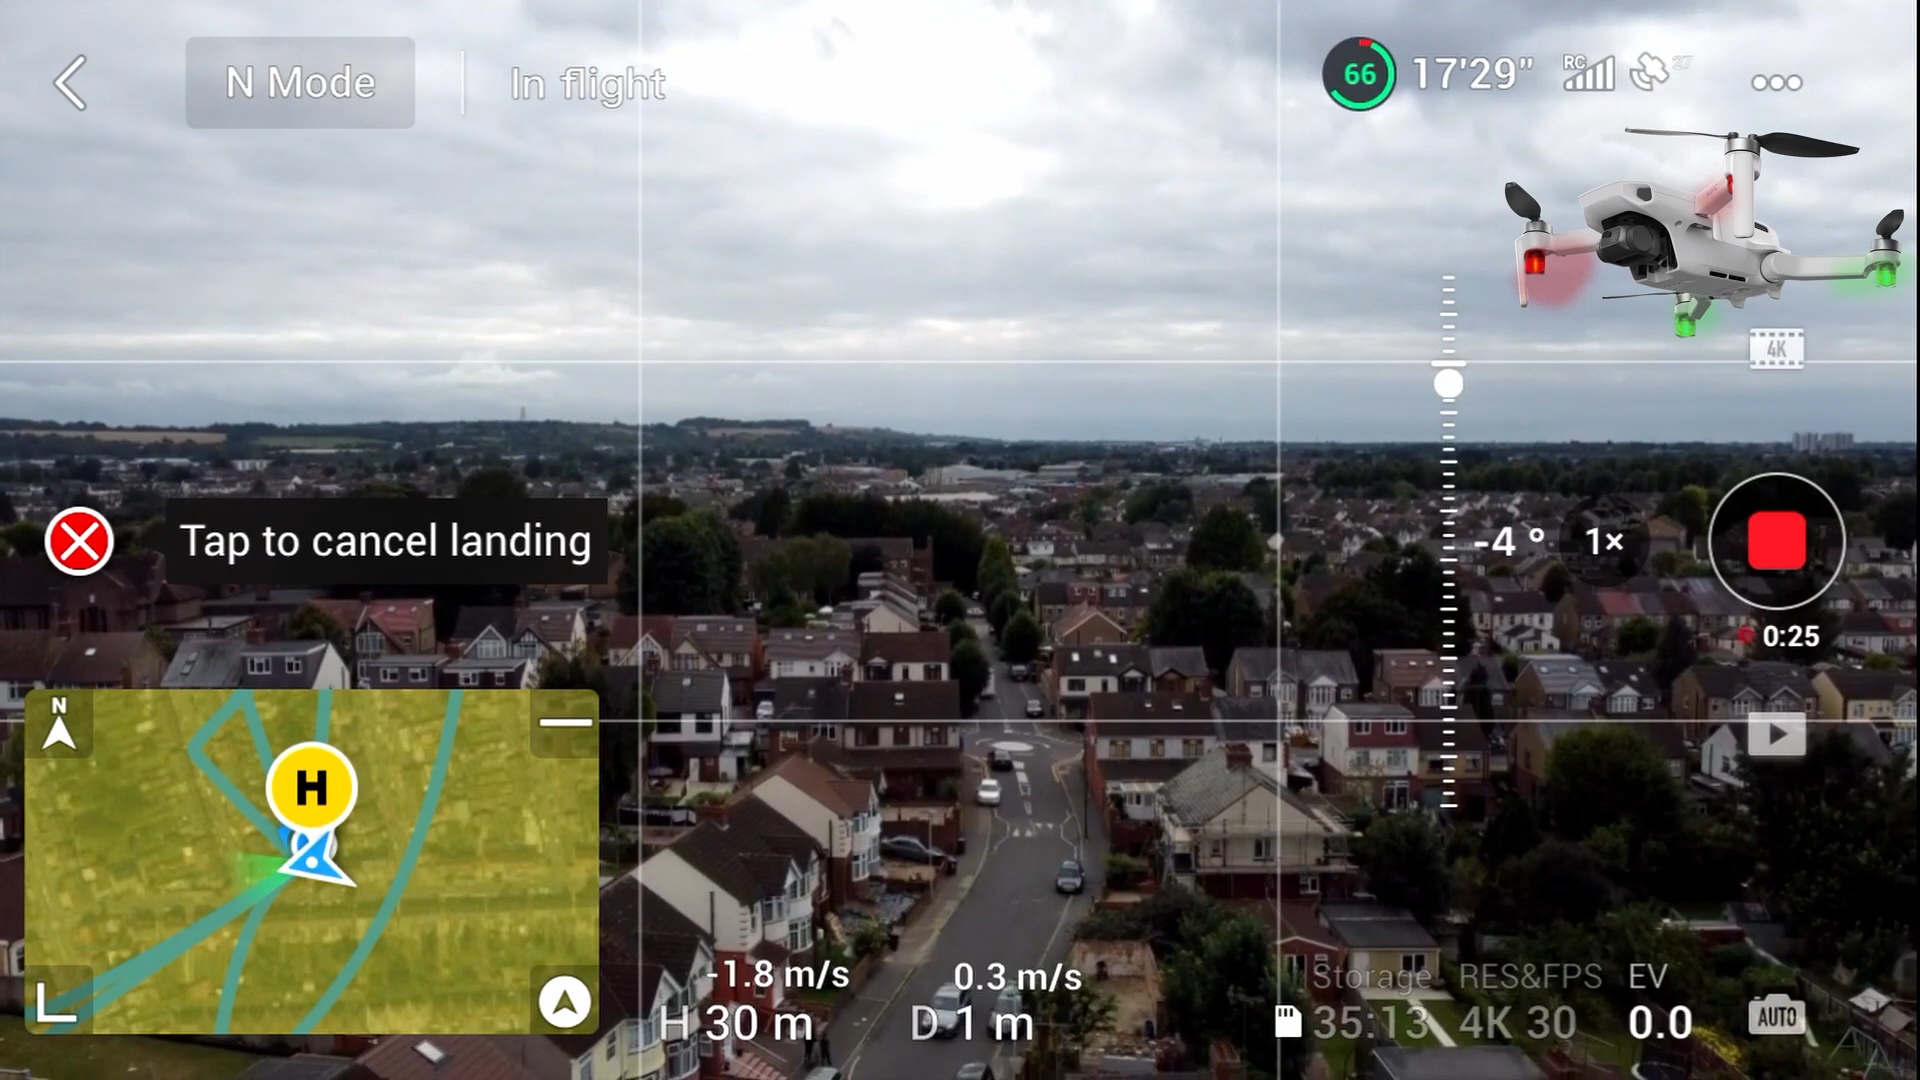 N Mode
In flight
66
17'29”
RC
27
4K
Tap to cancel landing
-4 °
1×
0:25
N
H
-1.8 m/s
0.3 m/s
H 30 m
D 1 m
Storage
RES&FPS
EV
35:13
4K 30
0.0
AUTO